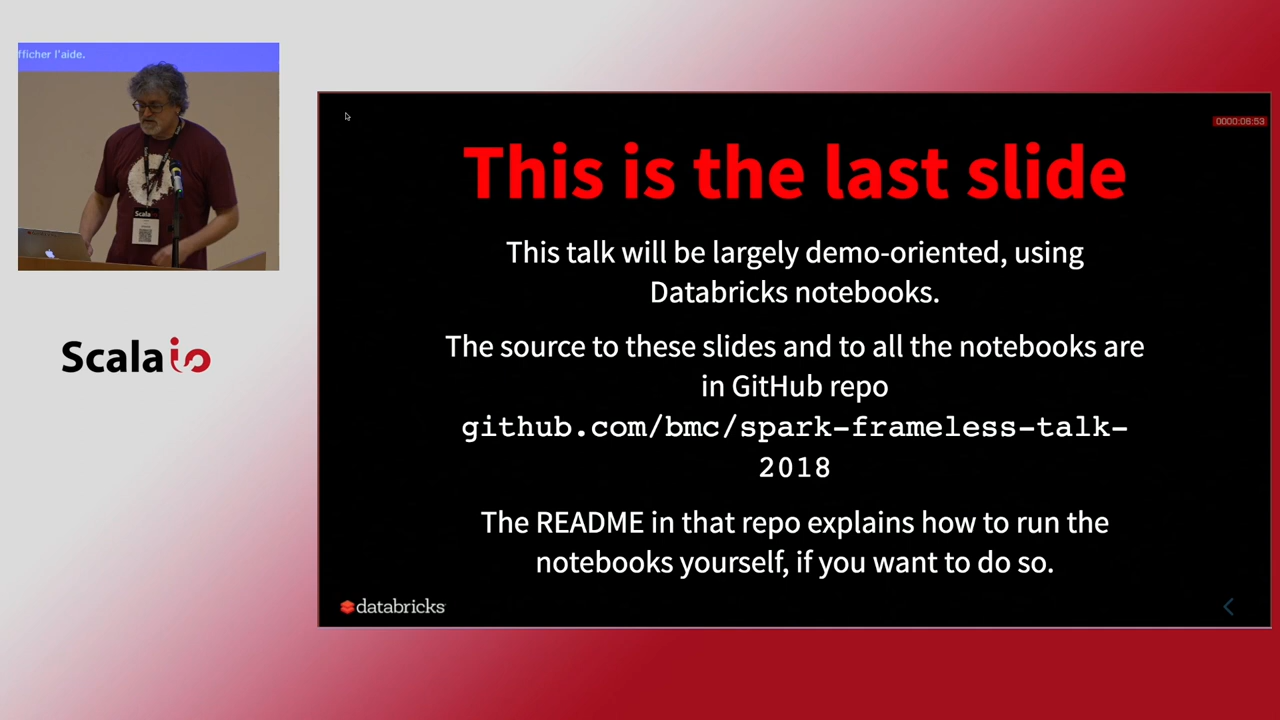 fficher l'aide.
Scala
Scalaio
0000:06:53
This is the last slide
This talk will be largely demo-oriented, using
Databricks notebooks.
The source to these slides and to all the notebooks are
in GitHub repo
github.com/bmc/spark-frameless-talk-
2018
The README in that repo explains how to run the
notebooks yourself, if you want to do so.
databricks